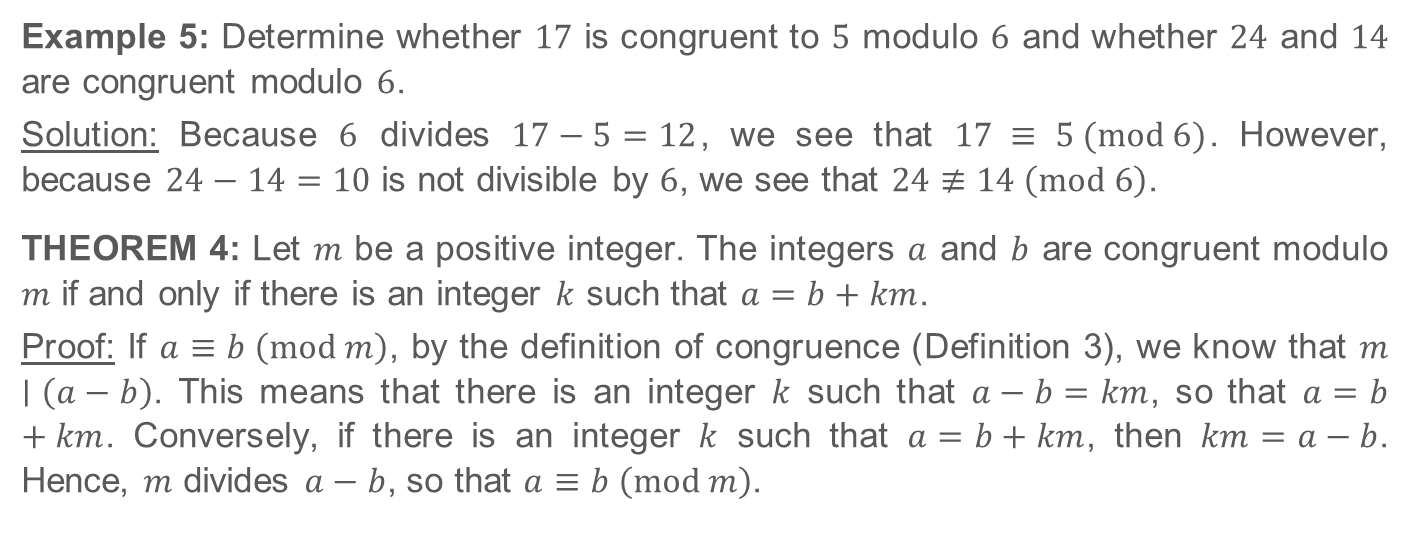 Example 5: Determine whether 17 is congruent to 5 modulo 6 and whether 24 and 14
are congruent modulo 6.
Solution: Because 6 divides 17 − 5 = 12, we see that 17 ≡ 5 (mod 6). However,
because 24 − 14 = 10 is not divisible by 6, we see that 24 ≢ 14 (mod 6).
THEOREM 4: Let m be a positive integer. The integers a and b are congruent modulo
m if and only if there is an integer k such that a = b + km.
Proof: If a ≡ b (mod m), by the definition of congruence (Definition 3), we know that m
| (a − b). This means that there is an integer k such that a − b = km, so that a = b
+ km. Conversely, if there is an integer k such that a = b + km, then km = a − b.
Hence, m divides a − b, so that a ≡ b (mod m).